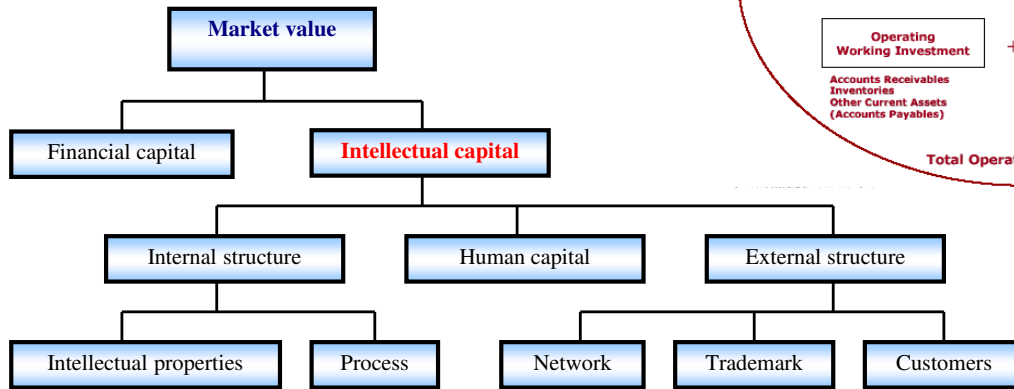 Market value
Financial capital
Intellectual capital
Internal structure
Human capital
External structure
Intellectual properties
Process
Network
Trademark
Customers
Operating
Working Investment
+
Accounts Receivables
Inventories
Other Current Assets
(Accounts Payables)
Total Opera